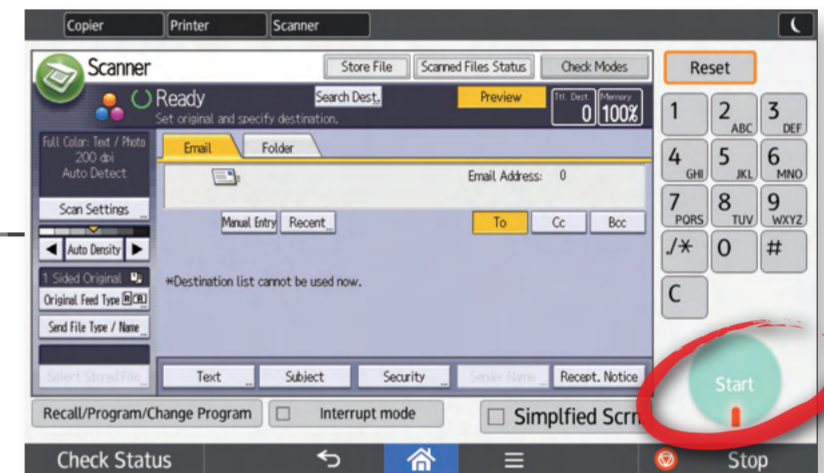 Copier Printer Scanner
Scanner Store File Scanned Files Status Check Modes Reset
Ready Search Dest. Preview Ttl. Dest. 0 Memory 100%
Set original and specify destination.
Full Color: Text / Photo
200 dpi
Auto Detect
Email Folder
Email Address: 0
Scan Settings
Manual Entry Recent To Cc Bcc
Auto Density
*Destination list cannot be used now.
1 Sided Original
Original Feed Type
Send File Type / Name
Select Stored File
Text Subject Security Sender Name Recept. Notice
1 2 ABC 3 DEF
4 GHI 5 JKL 6 MNO
7 PQRS 8 TUV 9 WXYZ
./* 0 #
C
Start
Recall/Program/Change Program Interrupt mode Simplfied Scrn
Check Status Stop